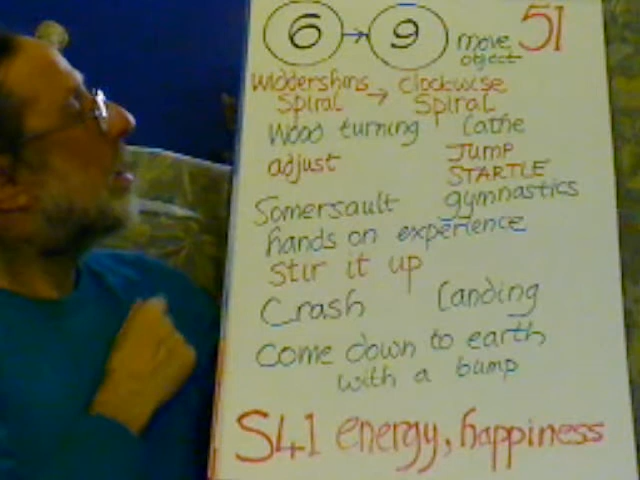 6 → 9 move object 51
widdershins → clockwise
spiral spiral
wood turning lathe
adjust JUMP
STARTLE
Somersault gymnastics
hands on experience
stir it up
Crash Landing
come down to earth
with a bump
S41 energy, happiness